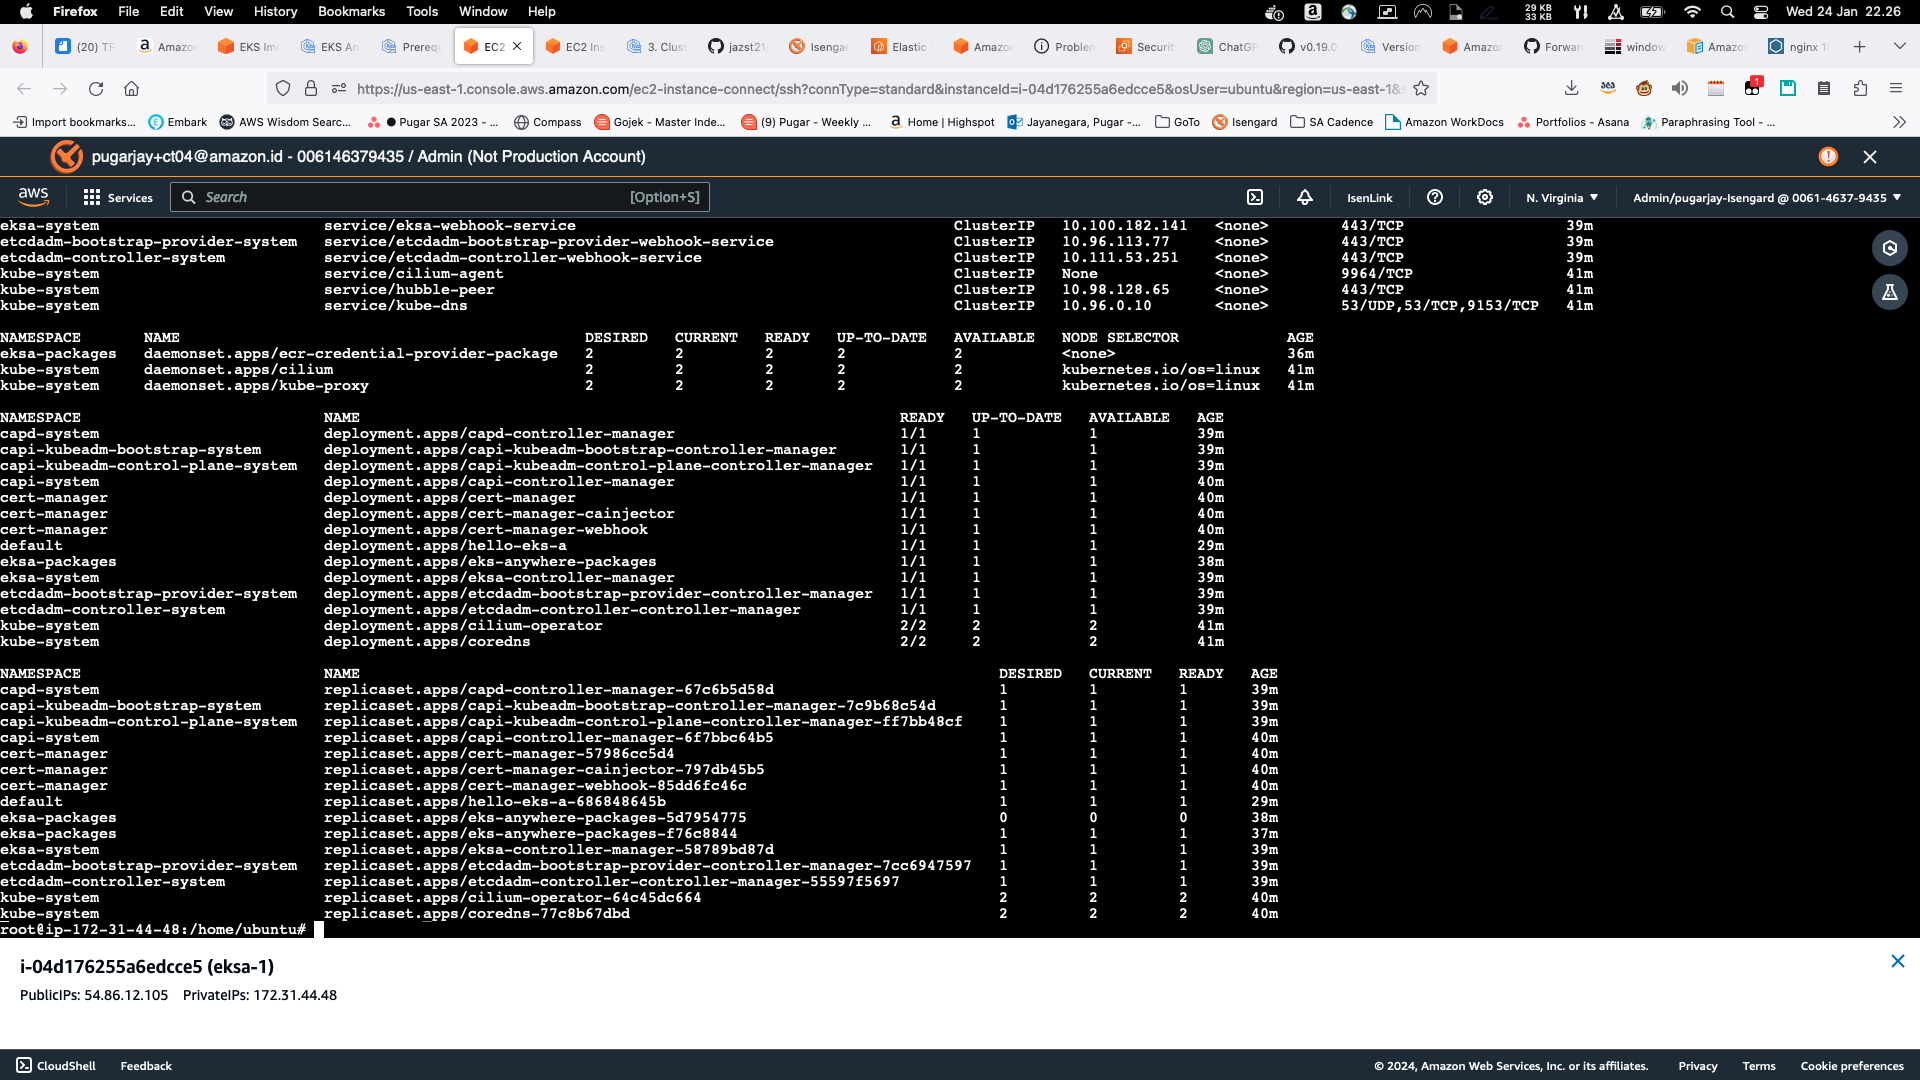 Firefox File Edit View History Bookmarks Tools Window Help 29 KB 33 KB Wed 24 Jan 22.26
(20) TF Amazo EKS Im EKS An Prerequ EC2 EC2 Ins 3. Clus jazst21 Isenga Elastic Amazo Problem Securit ChatGP v0.19.0 Version Amazo Forwar window Amazo nginx 1
https://us-east-1.console.aws.amazon.com/ec2-instance-connect/ssh?connType=standard&instanceId=i-04d176255a6edcce5&osUser=ubuntu&region=us-east-1& 1
Import bookmarks... Embark AWS Wisdom Searc... ● Pugar SA 2023 - ... Compass Gojek - Master Inde... (9) Pugar - Weekly ... Home | Highspot Jayanegara, Pugar -... GoTo Isengard SA Cadence Amazon WorkDocs Portfolios - Asana Paraphrasing Tool - ...
pugarjay+ct04@amazon.id - 006146379435 / Admin (Not Production Account)
aws Services Search [Option+S] IsenLink N. Virginia Admin/pugarjay-Isengard @ 0061-4637-9435
eksa-system service/eksa-webhook-service ClusterIP 10.100.182.141 <none> 443/TCP 39m
etcdadm-bootstrap-provider-system service/etcdadm-bootstrap-provider-webhook-service ClusterIP 10.96.113.77 <none> 443/TCP 39m
etcdadm-controller-system service/etcdadm-controller-webhook-service ClusterIP 10.111.53.251 <none> 443/TCP 39m
kube-system service/cilium-agent ClusterIP None <none> 9964/TCP 41m
kube-system service/hubble-peer ClusterIP 10.98.128.65 <none> 443/TCP 41m
kube-system service/kube-dns ClusterIP 10.96.0.10 <none> 53/UDP,53/TCP,9153/TCP 41m
NAMESPACE NAME DESIRED CURRENT READY UP-TO-DATE AVAILABLE NODE SELECTOR AGE
eksa-packages daemonset.apps/ecr-credential-provider-package 2 2 2 2 2 <none> 36m
kube-system daemonset.apps/cilium 2 2 2 2 2 kubernetes.io/os=linux 41m
kube-system daemonset.apps/kube-proxy 2 2 2 2 2 kubernetes.io/os=linux 41m
NAMESPACE NAME READY UP-TO-DATE AVAILABLE AGE
capd-system deployment.apps/capd-controller-manager 1/1 1 1 39m
capi-kubeadm-bootstrap-system deployment.apps/capi-kubeadm-bootstrap-controller-manager 1/1 1 1 39m
capi-kubeadm-control-plane-system deployment.apps/capi-kubeadm-control-plane-controller-manager 1/1 1 1 39m
capi-system deployment.apps/capi-controller-manager 1/1 1 1 40m
cert-manager deployment.apps/cert-manager 1/1 1 1 40m
cert-manager deployment.apps/cert-manager-cainjector 1/1 1 1 40m
cert-manager deployment.apps/cert-manager-webhook 1/1 1 1 40m
default deployment.apps/hello-eks-a 1/1 1 1 29m
eksa-packages deployment.apps/eks-anywhere-packages 1/1 1 1 38m
eksa-system deployment.apps/eksa-controller-manager 1/1 1 1 39m
etcdadm-bootstrap-provider-system deployment.apps/etcdadm-bootstrap-provider-controller-manager 1/1 1 1 39m
etcdadm-controller-system deployment.apps/etcdadm-controller-controller-manager 1/1 1 1 39m
kube-system deployment.apps/cilium-operator 2/2 2 2 41m
kube-system deployment.apps/coredns 2/2 2 2 41m
NAMESPACE NAME DESIRED CURRENT READY AGE
capd-system replicaset.apps/capd-controller-manager-67c6b5d58d 1 1 1 39m
capi-kubeadm-bootstrap-system replicaset.apps/capi-kubeadm-bootstrap-controller-manager-7c9b68c54d 1 1 1 39m
capi-kubeadm-control-plane-system replicaset.apps/capi-kubeadm-control-plane-controller-manager-ff7bb48cf 1 1 1 39m
capi-system replicaset.apps/capi-controller-manager-6f7bbc64b5 1 1 1 40m
cert-manager replicaset.apps/cert-manager-57986cc5d4 1 1 1 40m
cert-manager replicaset.apps/cert-manager-cainjector-797db45b5 1 1 1 40m
cert-manager replicaset.apps/cert-manager-webhook-85dd6fc46c 1 1 1 40m
default replicaset.apps/hello-eks-a-686848645b 1 1 1 29m
eksa-packages replicaset.apps/eks-anywhere-packages-5d7954775 0 0 0 38m
eksa-packages replicaset.apps/eks-anywhere-packages-f76c8844 1 1 1 37m
eksa-system replicaset.apps/eksa-controller-manager-58789bd87d 1 1 1 39m
etcdadm-bootstrap-provider-system replicaset.apps/etcdadm-bootstrap-provider-controller-manager-7cc6947597 1 1 1 39m
etcdadm-controller-system replicaset.apps/etcdadm-controller-controller-manager-55597f5697 1 1 1 39m
kube-system replicaset.apps/cilium-operator-64c45dc664 2 2 2 40m
kube-system replicaset.apps/coredns-77c8b67dbd 2 2 2 40m
root@ip-172-31-44-48:/home/ubuntu#
i-04d176255a6edcce5 (eksa-1)
PublicIPs: 54.86.12.105 PrivateIPs: 172.31.44.48
CloudShell Feedback © 2024, Amazon Web Services, Inc. or its affiliates. Privacy Terms Cookie preferences